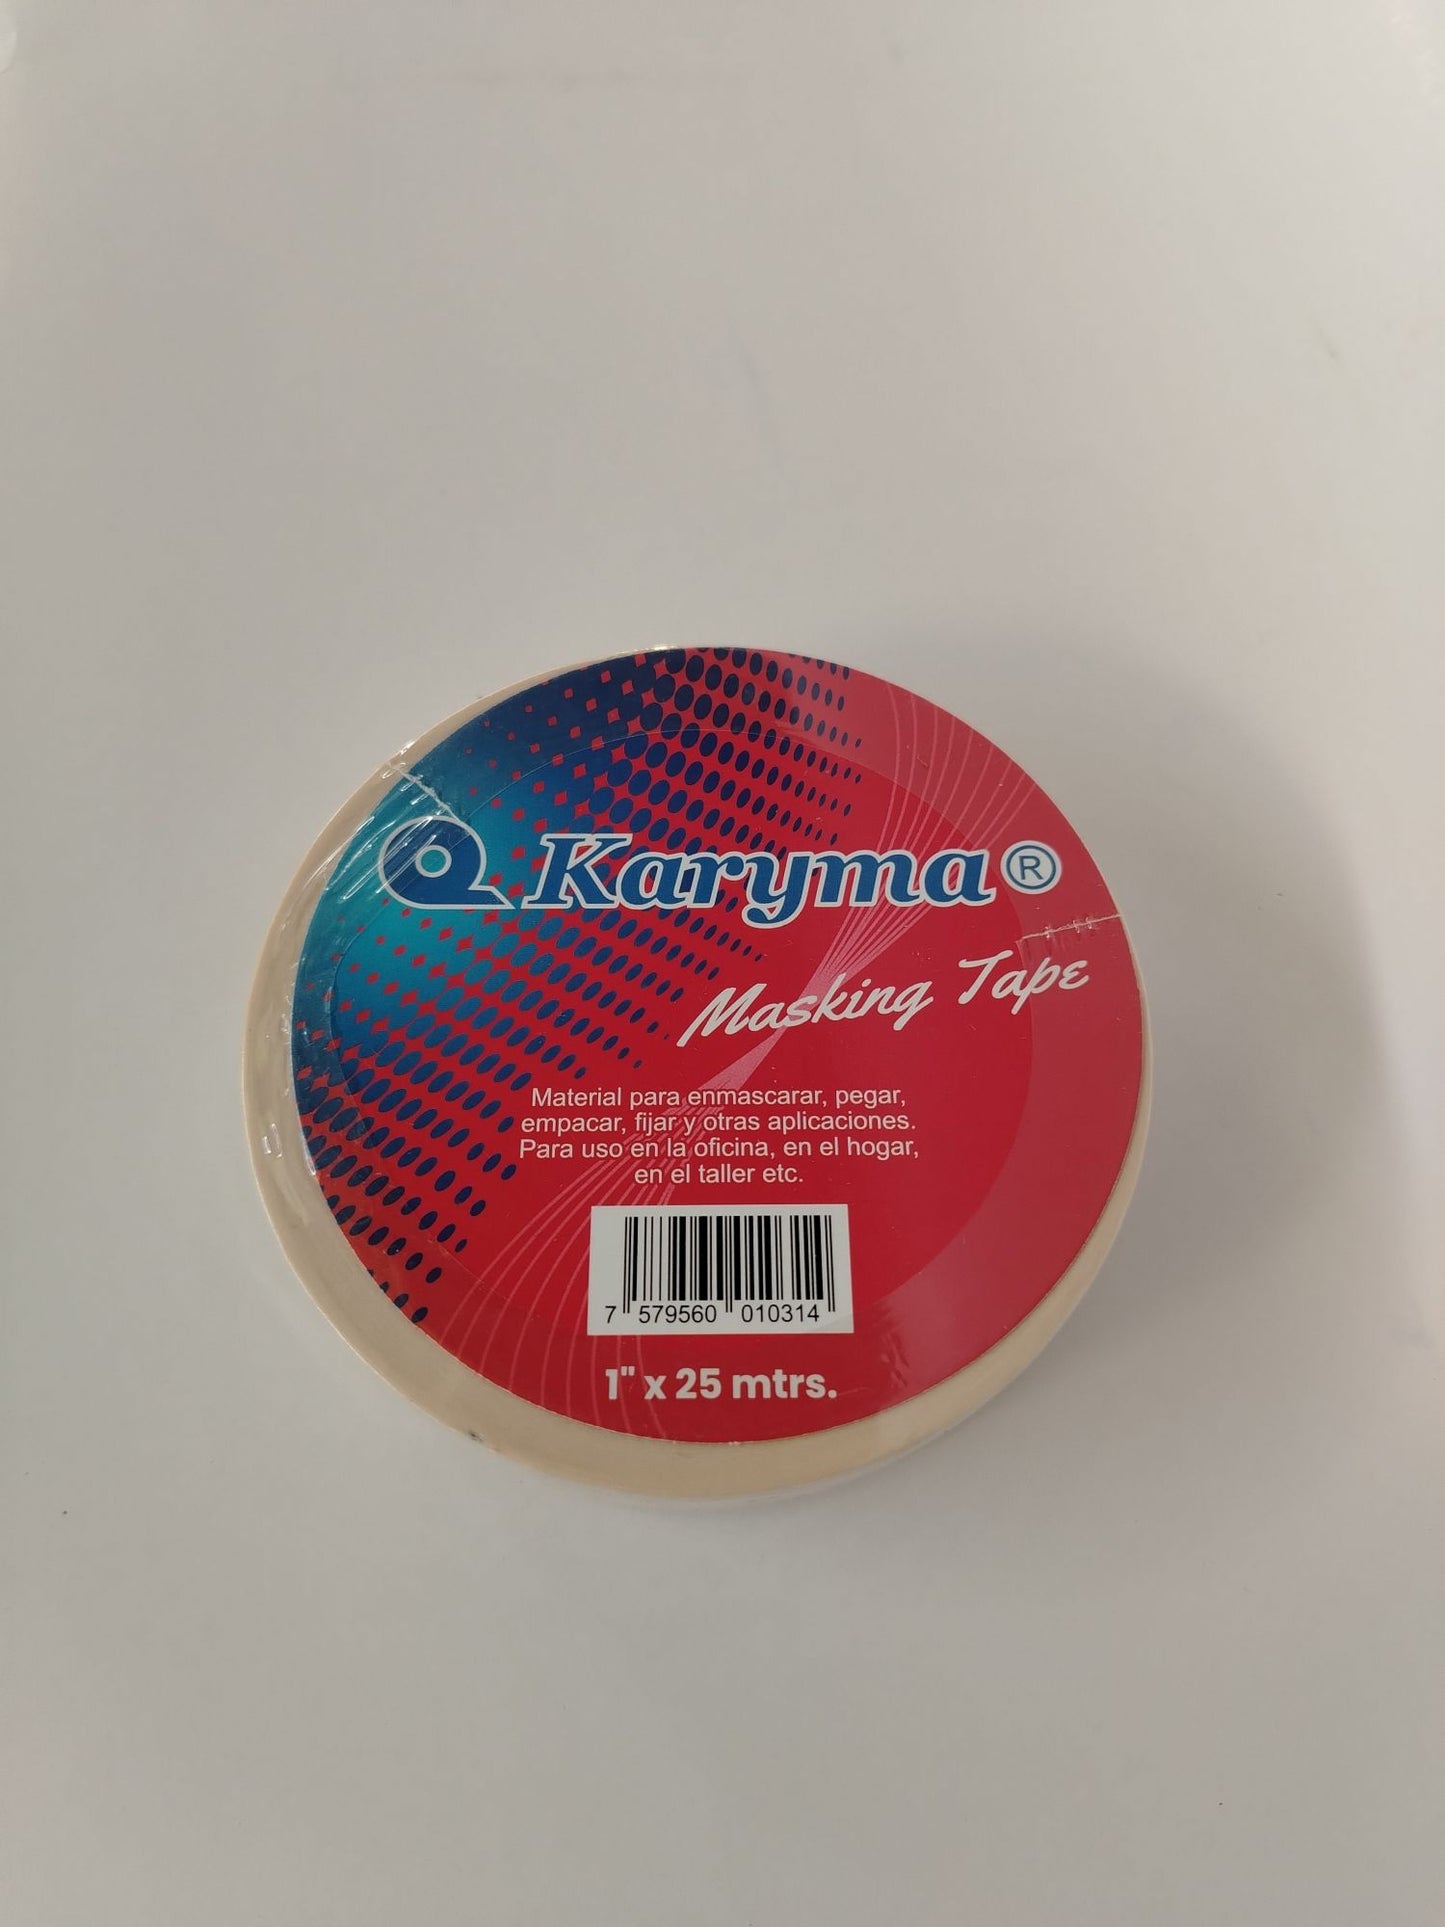 Karyma®
Masking Tape
Material para enmascarar, pegar,
empacar, fijar y otras aplicaciones.
Para uso en la oficina, en el hogar,
en el taller etc.
7 579560 010314
1" x 25 mtrs.